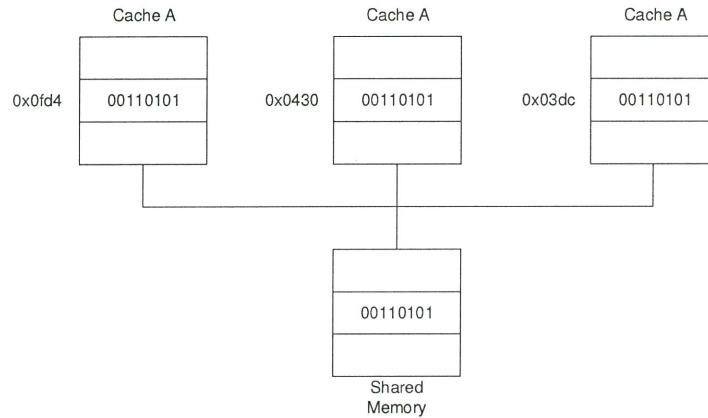 Cache A
Cache A
Cache A
0x0fd4
00110101
0x0430
00110101
0x03dc
00110101
00110101
Shared
Memory